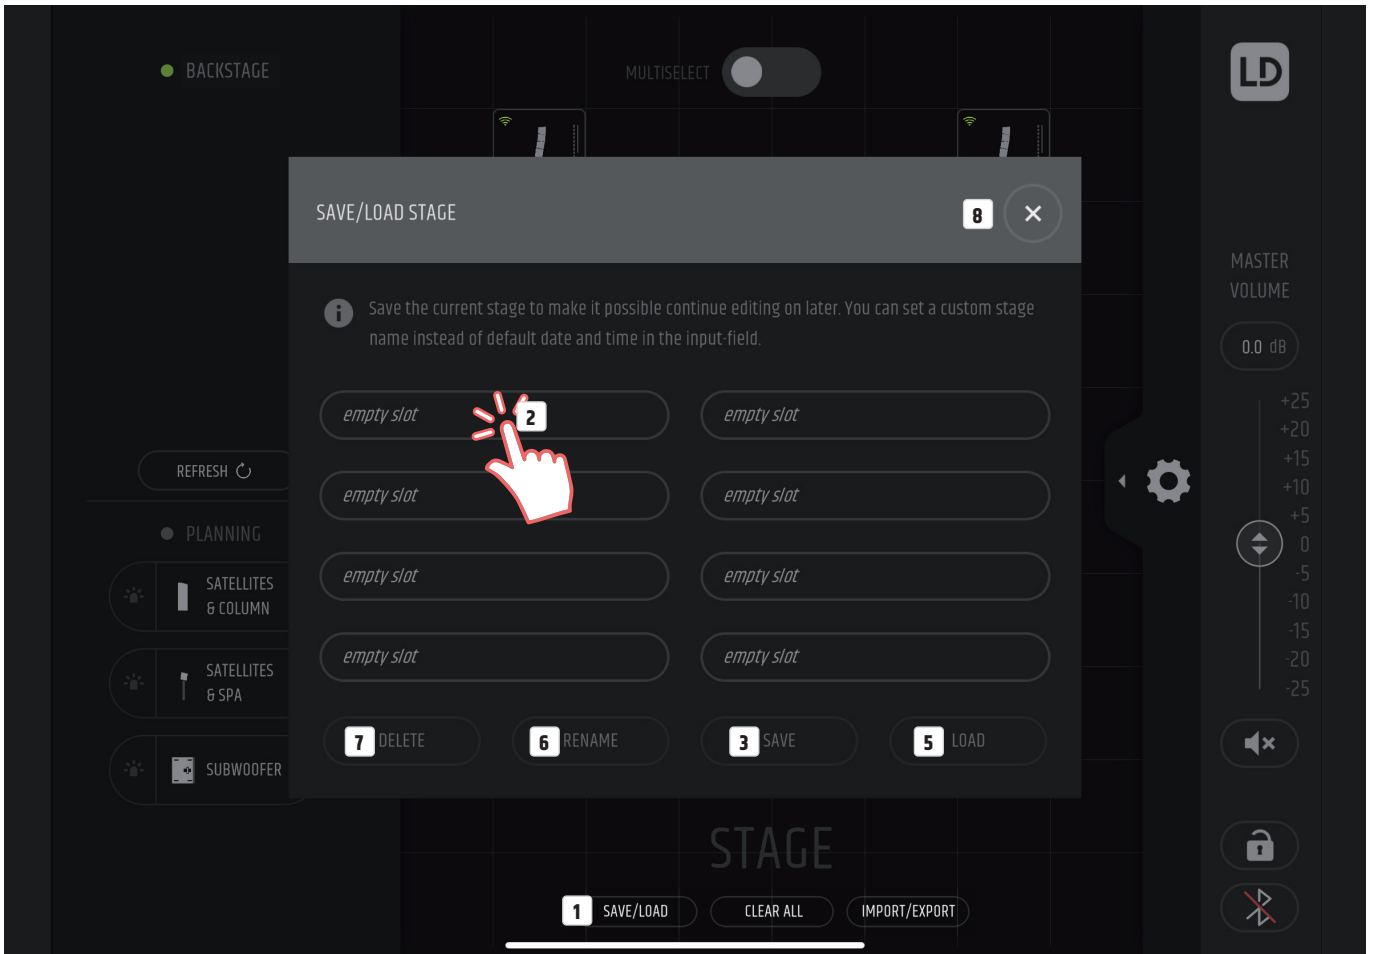 BACKSTAGE
MULTISELECT
LD
SAVE/LOAD STAGE
8
MASTER
VOLUME
Save the current stage to make it possible continue editing on later. You can set a custom stage
name instead of default date and time in the input-field.
0.0 dB
empty slot
2
empty slot
+25
+20
+15
+10
+5
0
-5
-10
-15
-20
-25
REFRESH
empty slot
empty slot
PLANNING
SATELLITES
& COLUMN
empty slot
empty slot
SATELLITES
& SPA
empty slot
empty slot
7 DELETE
6 RENAME
3 SAVE
5 LOAD
SUBWOOFER
STAGE
1 SAVE/LOAD
CLEAR ALL
IMPORT/EXPORT